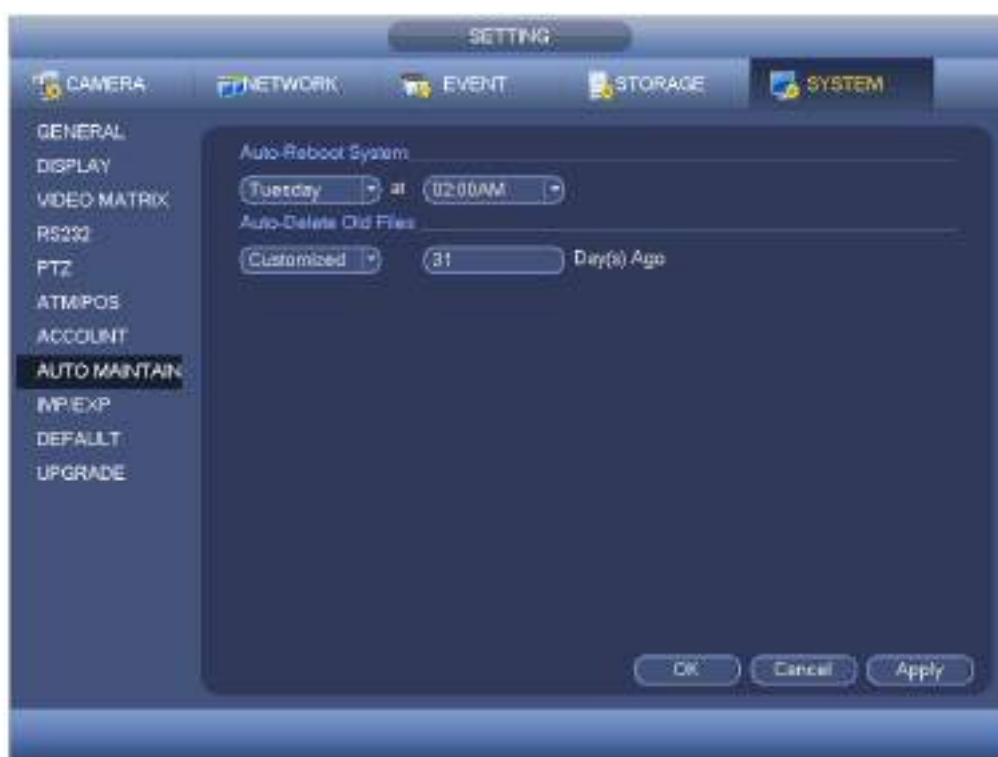 SETTING
CAMERA NETWORK EVENT STORAGE SYSTEM
GENERAL
DISPLAY
VIDEO MATRIX
RS232
PTZ
ATM/POS
ACCOUNT
AUTO MAINTAIN
IMP/EXP
DEFAULT
UPGRADE
Auto-Reboot System
Tuesday at 02:00AM
Auto-Delete Old Files
Customized 31 Day(s) Ago
OK Cancel Apply